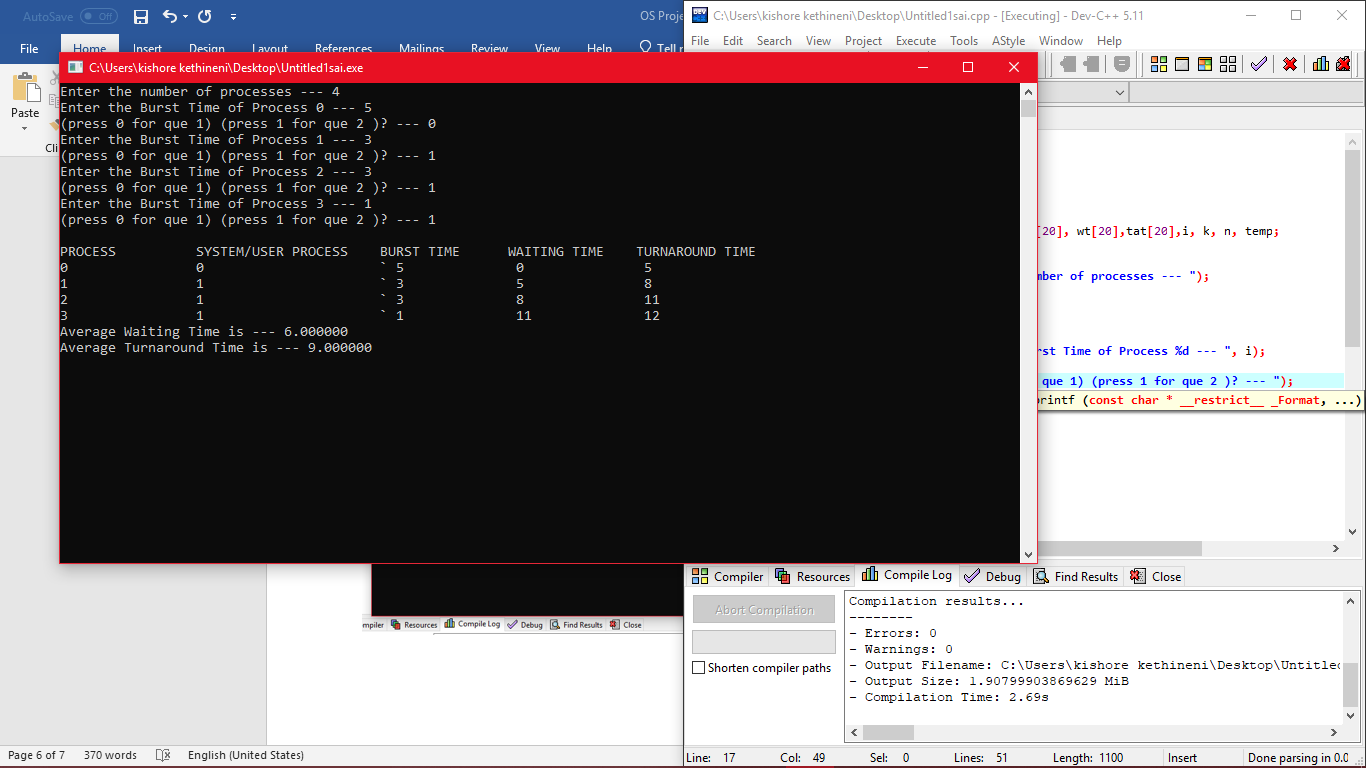 AutoSave Off
OS Proje
File Home Insert Design Layout References Mailings Review View Help Tell
Paste
Cli
C:\Users\kishore kethineni\Desktop\Untitled1sai.cpp - [Executing] - Dev-C++ 5.11
File Edit Search View Project Execute Tools AStyle Window Help
C:\Users\kishore kethineni\Desktop\Untitled1sai.exe
Enter the number of processes --- 4
Enter the Burst Time of Process 0 --- 5
(press 0 for que 1) (press 1 for que 2 )? --- 0
Enter the Burst Time of Process 1 --- 3
(press 0 for que 1) (press 1 for que 2 )? --- 1
Enter the Burst Time of Process 2 --- 3
(press 0 for que 1) (press 1 for que 2 )? --- 1
Enter the Burst Time of Process 3 --- 1
(press 0 for que 1) (press 1 for que 2 )? --- 1
PROCESS SYSTEM/USER PROCESS BURST TIME WAITING TIME TURNAROUND TIME
0 0 ` 5 0 5
1 1 ` 3 5 8
2 1 ` 3 8 11
3 1 ` 1 11 12
Average Waiting Time is --- 6.000000
Average Turnaround Time is --- 9.000000
[20], wt[20],tat[20],i, k, n, temp;
mber of processes --- ");
rst Time of Process %d --- ", i);
que 1) (press 1 for que 2 )? --- ");
printf (const char * __restrict__ _Format, ...)
Compiler Resources Compile Log Debug Find Results Close
Abort Compilation
Shorten compiler paths
Compilation results...
--------
- Errors: 0
- Warnings: 0
- Output Filename: C:\Users\kishore kethineni\Desktop\Untitled
- Output Size: 1.90799903869629 MiB
- Compilation Time: 2.69s
mpiler Resources Compile Log Debug Find Results Close
Page 6 of 7 370 words English (United States)
Line: 17 Col: 49 Sel: 0 Lines: 51 Length: 1100 Insert Done parsing in 0.0